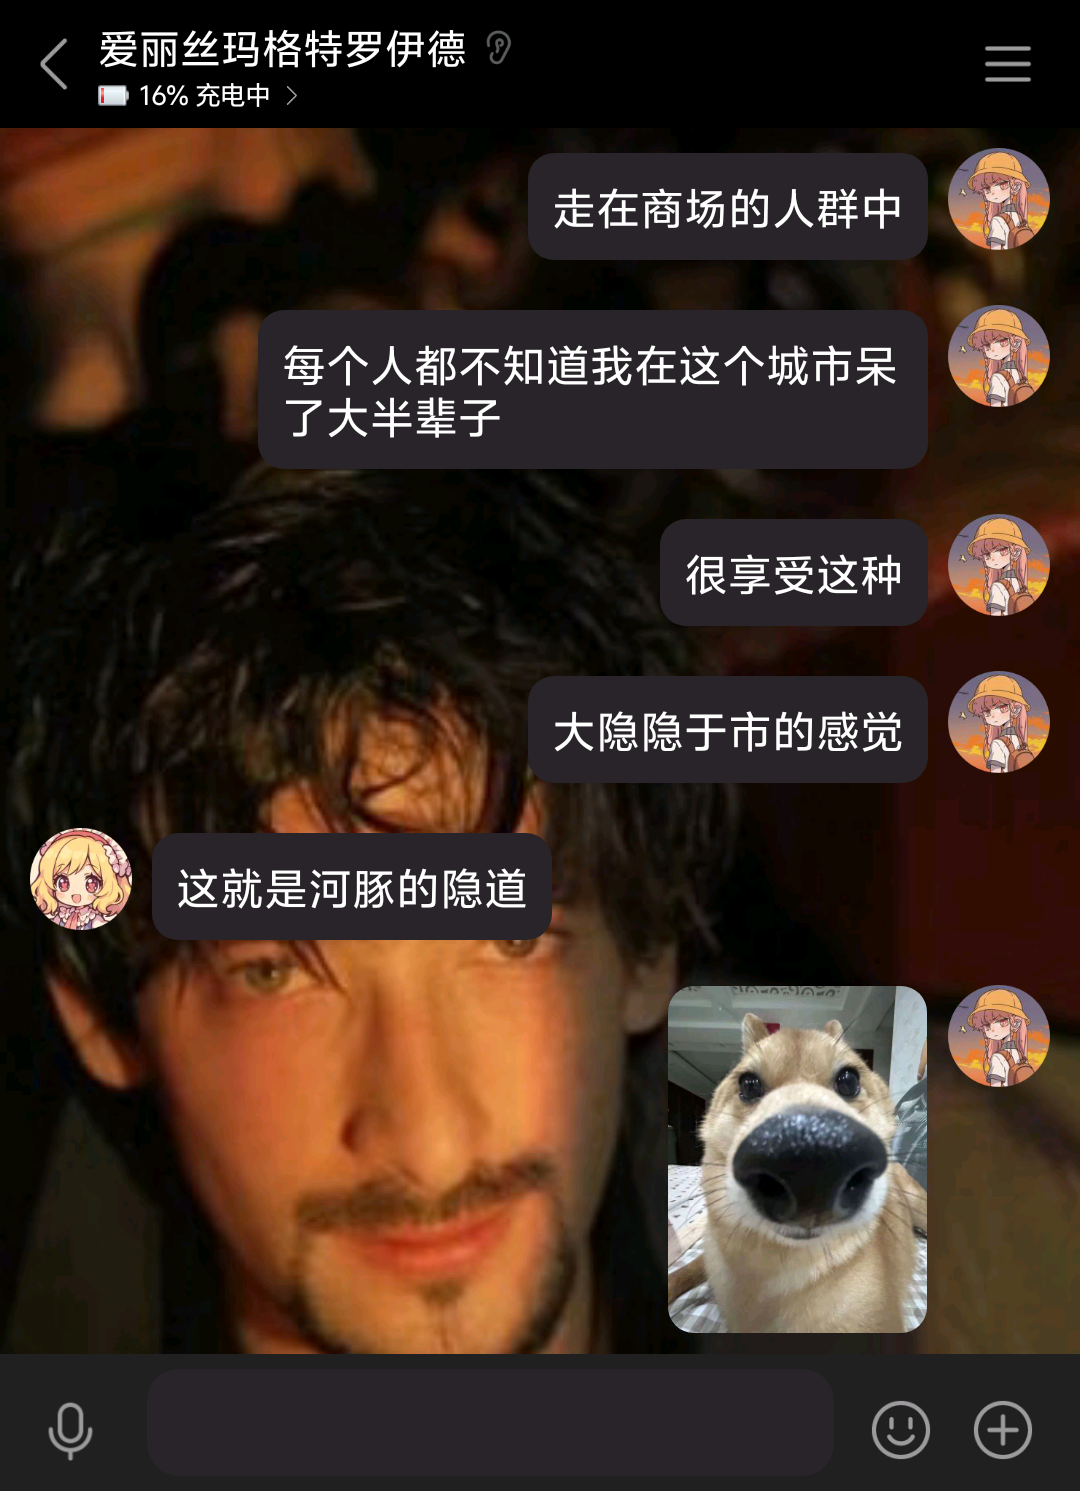 爱丽丝玛格特罗伊德
16% 充电中
走在商场的人群中
每个人都不知道我在这个城市呆
了大半辈子
很享受这种
大隐隐于市的感觉
这就是河豚的隐道